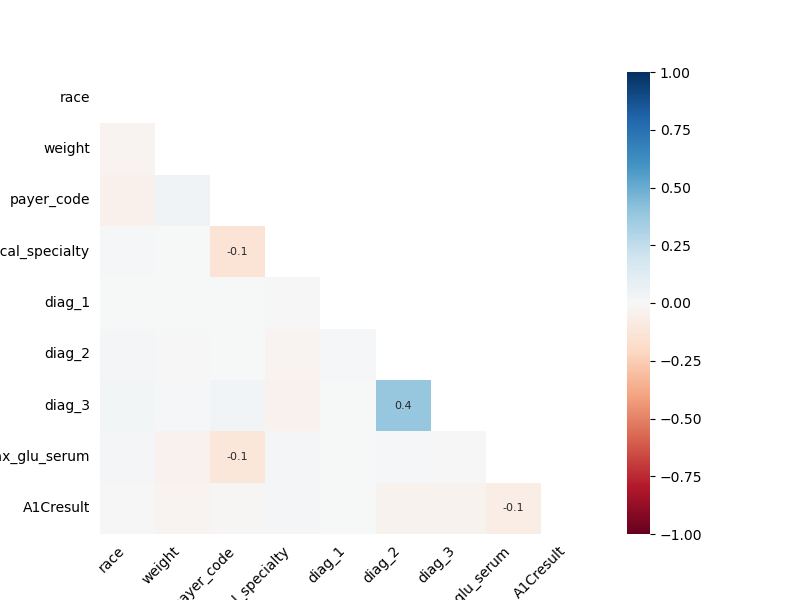 race
weight
payer_code
cal_specialty
diag_1
diag_2
diag_3
ax_glu_serum
A1Cresult
-0.1
0.4
-0.1
-0.1
race
weight
ayer_code
l_specialty
diag_1
diag_2
diag_3
glu_serum
A1Cresult
1.00
0.75
0.50
0.25
0.00
−0.25
−0.50
−0.75
−1.00